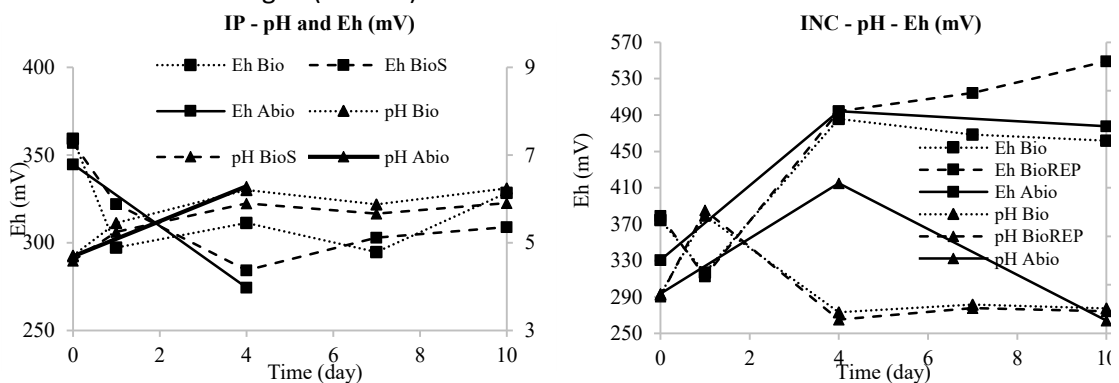 IP - pH and Eh (mV)
400
350
300
250
Eh (mV)
9
7
5
3
Eh Bio
Eh BioS
Eh Abio
pH Bio
pH BioS
pH Abio
0
2
4
6
8
10
Time (day)
INC - pH - Eh (mV)
570
530
490
450
410
370
330
290
250
Eh (mV)
Eh Bio
Eh BioREP
Eh Abio
pH Bio
pH BioREP
pH Abio
0
2
4
6
8
10
Time (day)